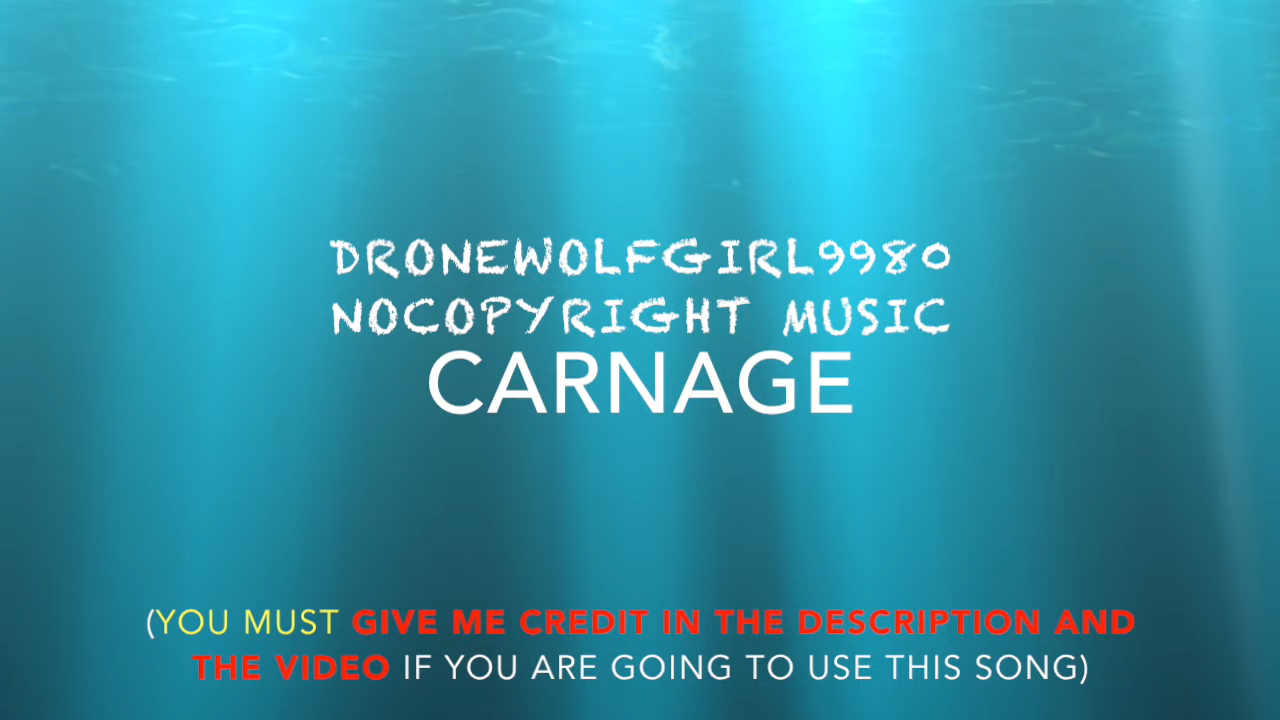 DRONEWOLFGIRL9980
NOCOPYRIGHT MUSIC
CARNAGE
(YOU MUST GIVE ME CREDIT IN THE DESCRIPTION AND
THE VIDEO IF YOU ARE GOING TO USE THIS SONG)